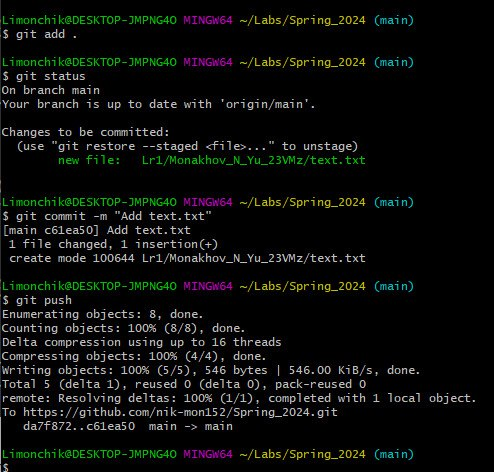 Limonchik@DESKTOP-JMPNG4O MINGW64 ~/Labs/Spring_2024 (main)
$ git add .
Limonchik@DESKTOP-JMPNG4O MINGW64 ~/Labs/Spring_2024 (main)
$ git status
On branch main
Your branch is up to date with 'origin/main'.
Changes to be committed:
(use "git restore --staged <file>..." to unstage)
new file: Lr1/Monakhov_N_Yu_23VMz/text.txt
Limonchik@DESKTOP-JMPNG4O MINGW64 ~/Labs/Spring_2024 (main)
$ git commit -m "Add text.txt"
[main c61ea50] Add text.txt
1 file changed, 1 insertion(+)
create mode 100644 Lr1/Monakhov_N_Yu_23VMz/text.txt
Limonchik@DESKTOP-JMPNG4O MINGW64 ~/Labs/Spring_2024 (main)
$ git push
Enumerating objects: 8, done.
Counting objects: 100% (8/8), done.
Delta compression using up to 16 threads
Compressing objects: 100% (4/4), done.
Writing objects: 100% (5/5), 546 bytes | 546.00 KiB/s, done.
Total 5 (delta 1), reused 0 (delta 0), pack-reused 0
remote: Resolving deltas: 100% (1/1), completed with 1 local object.
To https://github.com/nik-mon152/Spring_2024.git
da7f872..c61ea50 main -> main
Limonchik@DESKTOP-JMPNG4O MINGW64 ~/Labs/Spring_2024 (main)
$